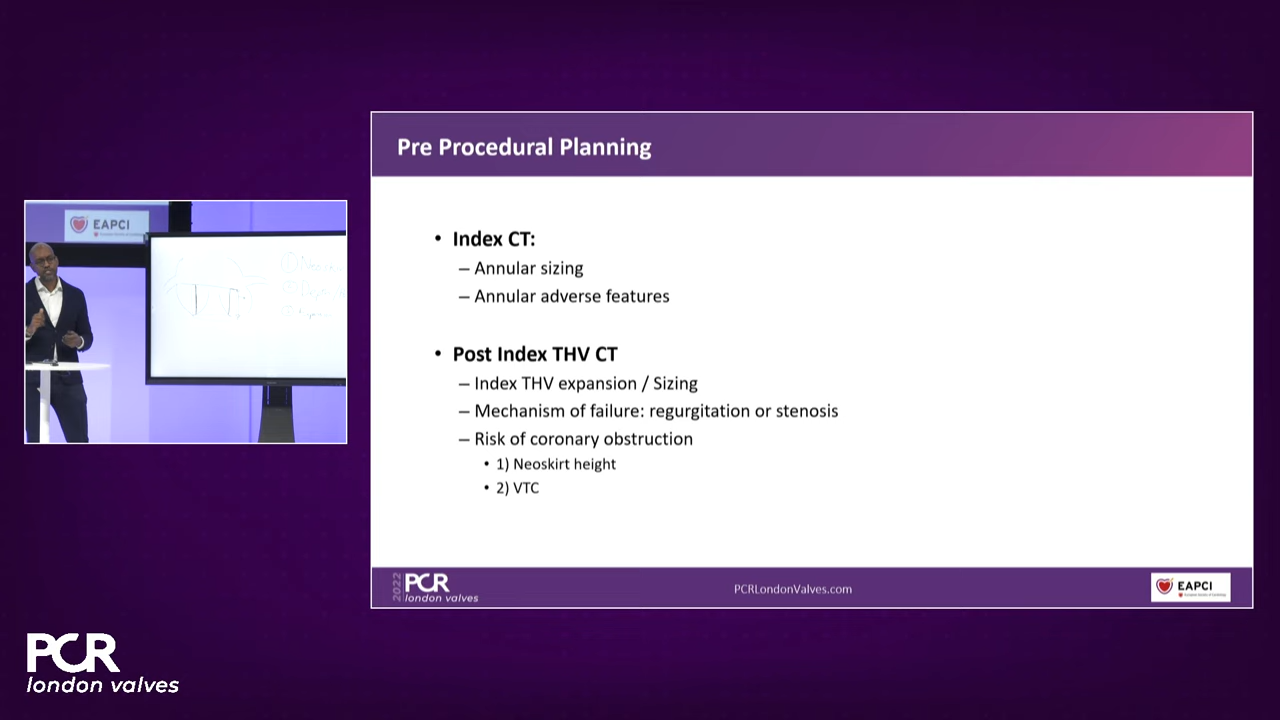 Pre Procedural Planning
• Index CT:
– Annular sizing
– Annular adverse features
• Post Index THV CT
– Index THV expansion / Sizing
– Mechanism of failure: regurgitation or stenosis
– Risk of coronary obstruction
• 1) Neoskirt height
• 2) VTC
EAPCI
2022 PCR
london valves
PCRLondonValves.com
EAPCI
PCR
london valves